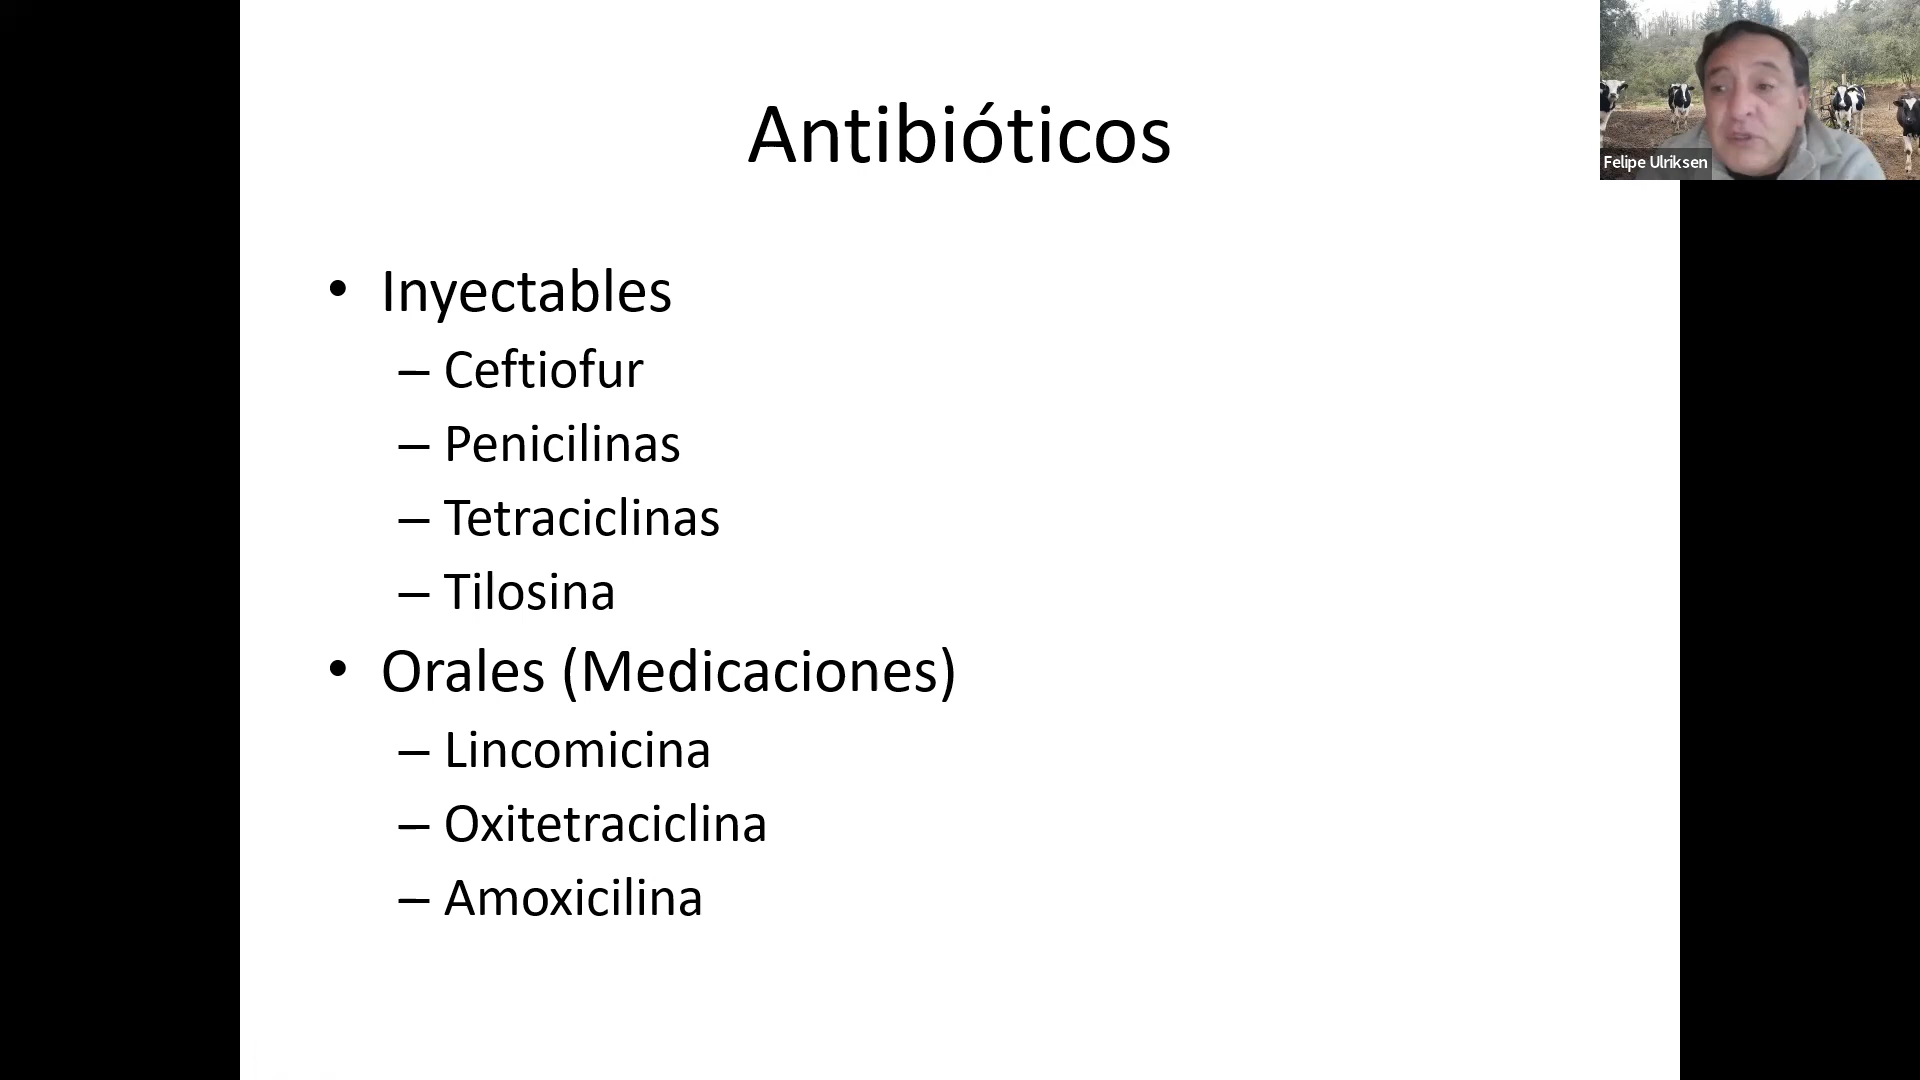 Antibióticos
Felipe Ulriksen
• Inyectables
– Ceftiofur
– Penicilinas
– Tetraciclinas
– Tilosina
• Orales (Medicaciones)
– Lincomicina
– Oxitetraciclina
– Amoxicilina